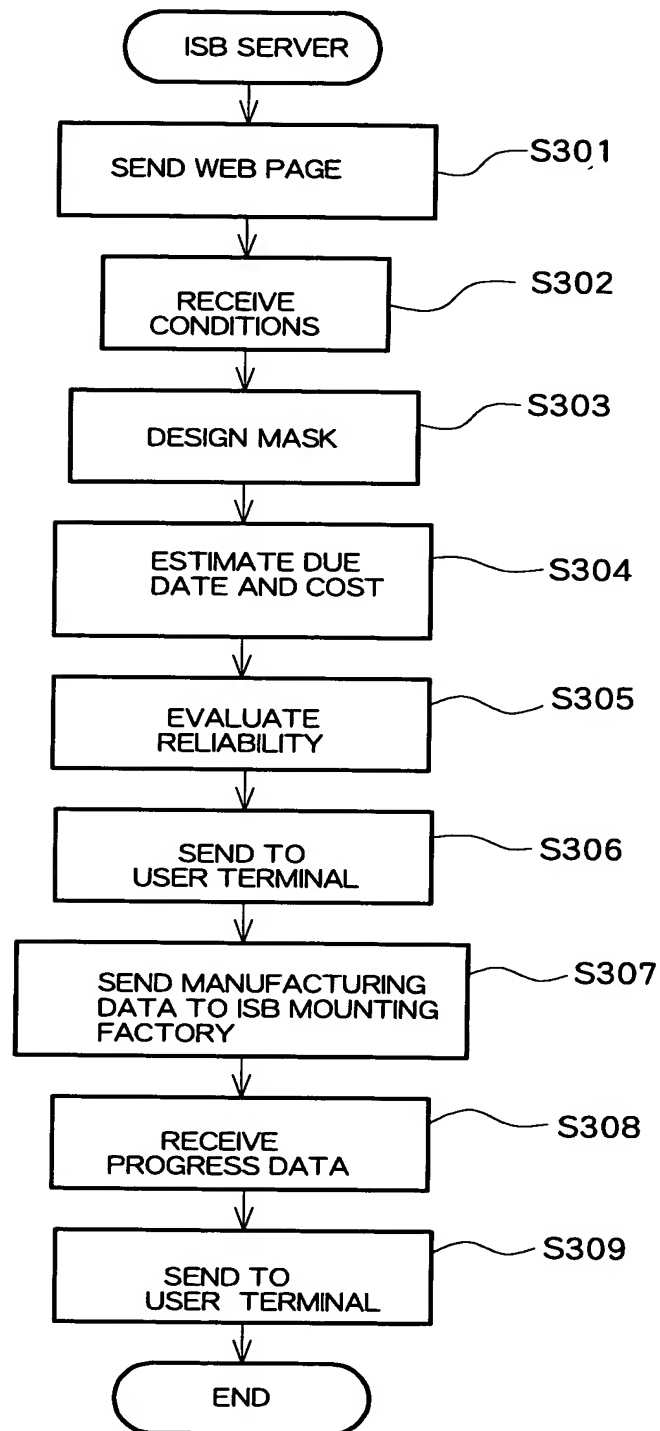 ISB SERVER
SEND WEB PAGE
S301
RECEIVE
CONDITIONS
S302
DESIGN MASK
S303
ESTIMATE DUE
DATE AND COST
S304
EVALUATE
RELIABILITY
S305
SEND TO
USER TERMINAL
S306
SEND MANUFACTURING
DATA TO ISB MOUNTING
FACTORY
S307
RECEIVE
PROGRESS DATA
S308
SEND TO
USER TERMINAL
S309
END